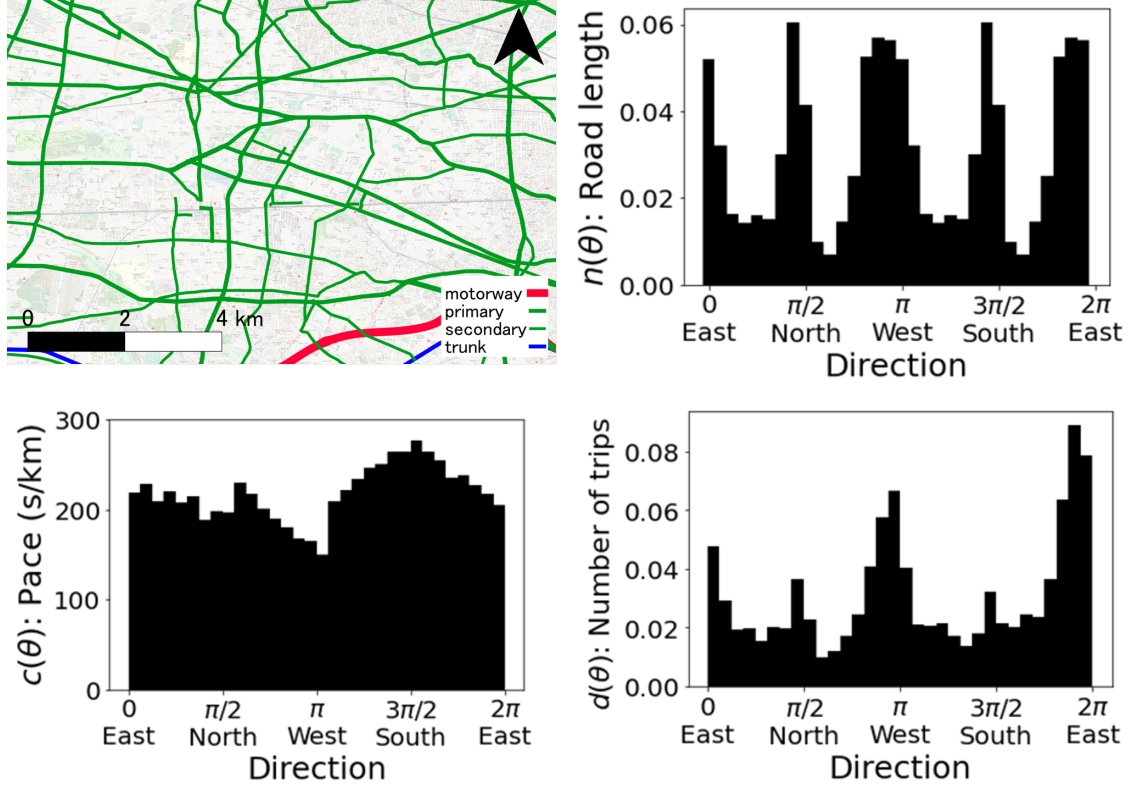 motorway
primary
secondary
trunk
0 2 4 km
n(θ): Road length
0.06
0.04
0.02
0.00
0 π/2 π 3π/2 2π
East North West South East
Direction
c(θ): Pace (s/km)
300
200
100
0
0 π/2 π 3π/2 2π
East North West South East
Direction
d(θ): Number of trips
0.08
0.06
0.04
0.02
0.00
0 π/2 π 3π/2 2π
East North West South East
Direction